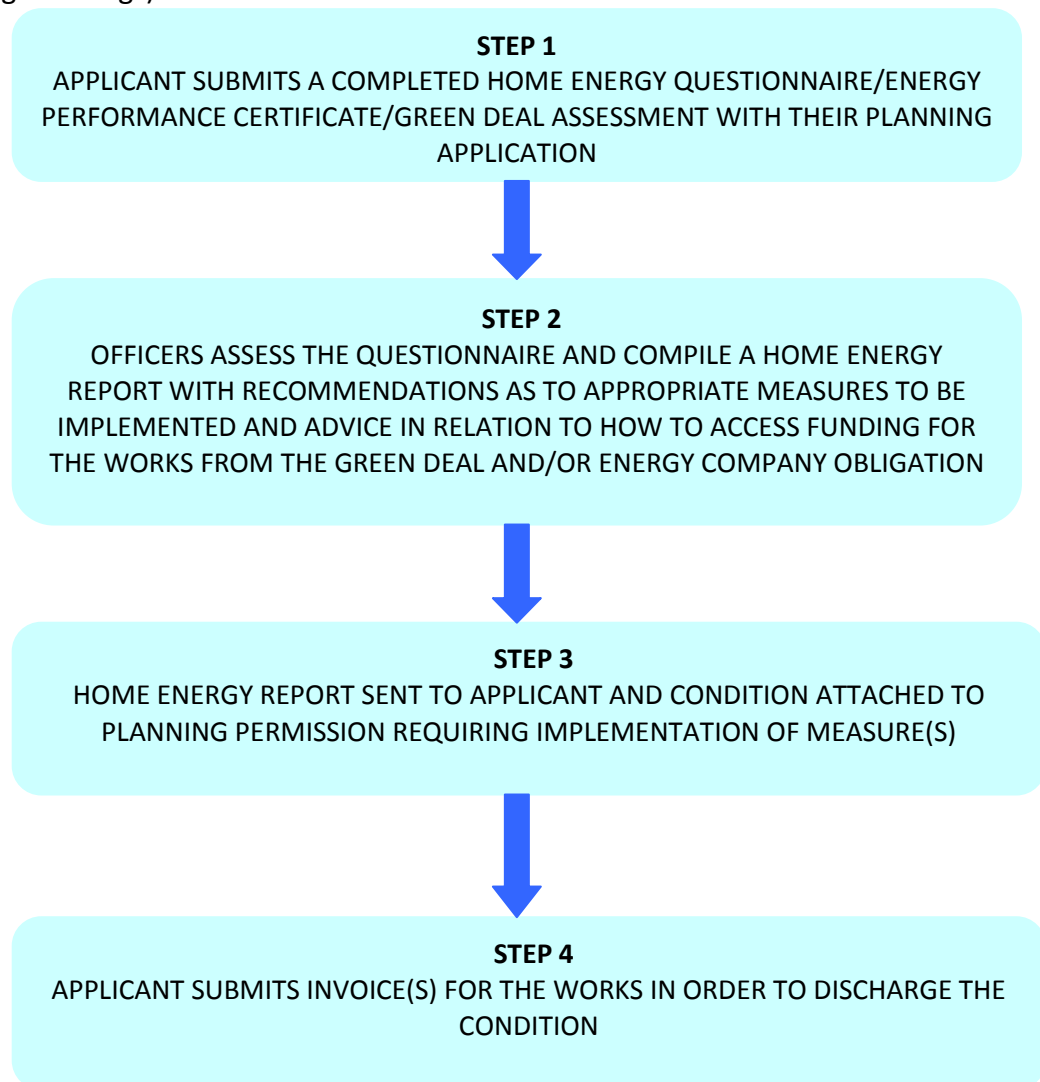 STEP 1
APPLICANT SUBMITS A COMPLETED HOME ENERGY QUESTIONNAIRE/ENERGY
PERFORMANCE CERTIFICATE/GREEN DEAL ASSESSMENT WITH THEIR PLANNING
APPLICATION
STEP 2
OFFICERS ASSESS THE QUESTIONNAIRE AND COMPILE A HOME ENERGY
REPORT WITH RECOMMENDATIONS AS TO APPROPRIATE MEASURES TO BE
IMPLEMENTED AND ADVICE IN RELATION TO HOW TO ACCESS FUNDING FOR
THE WORKS FROM THE GREEN DEAL AND/OR ENERGY COMPANY OBLIGATION
STEP 3
HOME ENERGY REPORT SENT TO APPLICANT AND CONDITION ATTACHED TO
PLANNING PERMISSION REQUIRING IMPLEMENTATION OF MEASURE(S)
STEP 4
APPLICANT SUBMITS INVOICE(S) FOR THE WORKS IN ORDER TO DISCHARGE THE
CONDITION